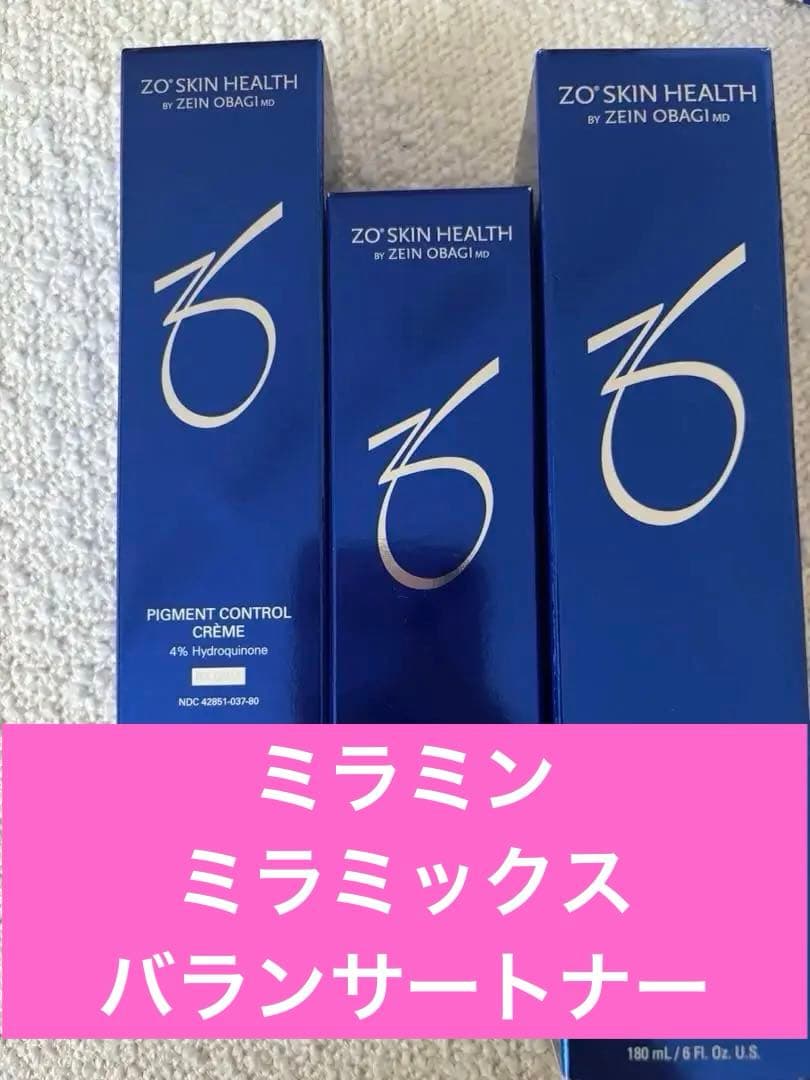 ZO® SKIN HEALTH
BY ZEIN OBAGI MD
PIGMENT CONTROL
CRÈME
4% Hydroquinone
NDC 42851-037-80
ZO® SKIN HEALTH
BY ZEIN OBAGI MD
ZO® SKIN HEALTH
BY ZEIN OBAGI MD
ミラミン
ミラミックス
バランサートナー
180 mL / 6 Fl. Oz. U.S.